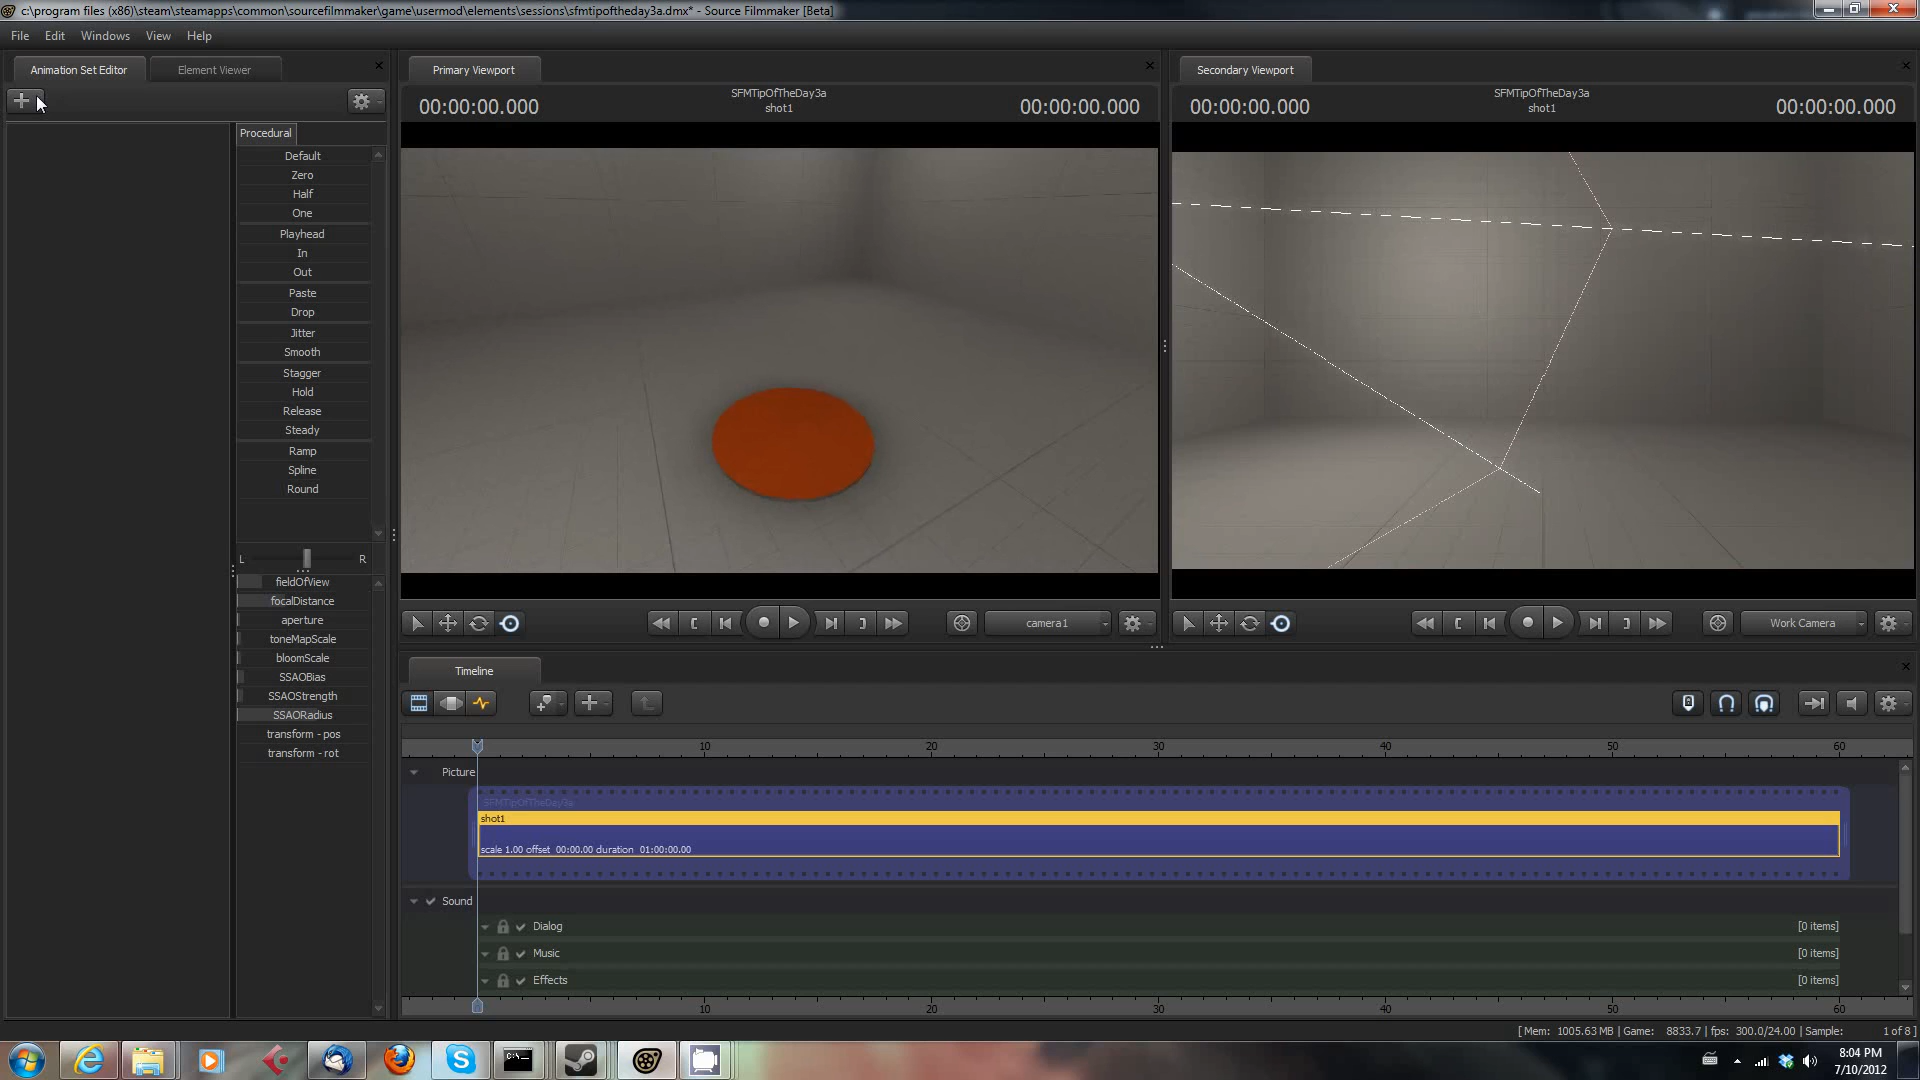 c:\program files (x86)\steam\steamapps\common\sourcefilmmaker\game\usermod\elements\sessions\sfmtipoftheday3a.dmx* - Source Filmmaker [Beta]
File Edit Windows View Help
Animation Set Editor
Element Viewer
Procedural
Default
Zero
Half
One
Playhead
In
Out
Paste
Drop
Jitter
Smooth
Stagger
Hold
Release
Steady
Ramp
Spline
Round
L R
fieldOfView
focalDistance
aperture
toneMapScale
bloomScale
SSAOBias
SSAOStrength
SSAORadius
transform - pos
transform - rot
Primary Viewport
00:00:00.000
SFMTipOfTheDay3a
shot1
00:00:00.000
camera1
Secondary Viewport
00:00:00.000
SFMTipOfTheDay3a
shot1
00:00:00.000
Work Camera
Timeline
10 20 30 40 50 60
Picture
SFMTipOfTheDay3a
shot1
scale 1.00 offset 00:00.00 duration 01:00:00.00
Sound
Dialog [0 items]
Music [0 items]
Effects [0 items]
10 20 30 40 50 60
[ Mem: 1005.63 MB | Game: 8833.7 | fps: 300.0/24.00 | Sample: 1 of 8 ]
8:04 PM
7/10/2012